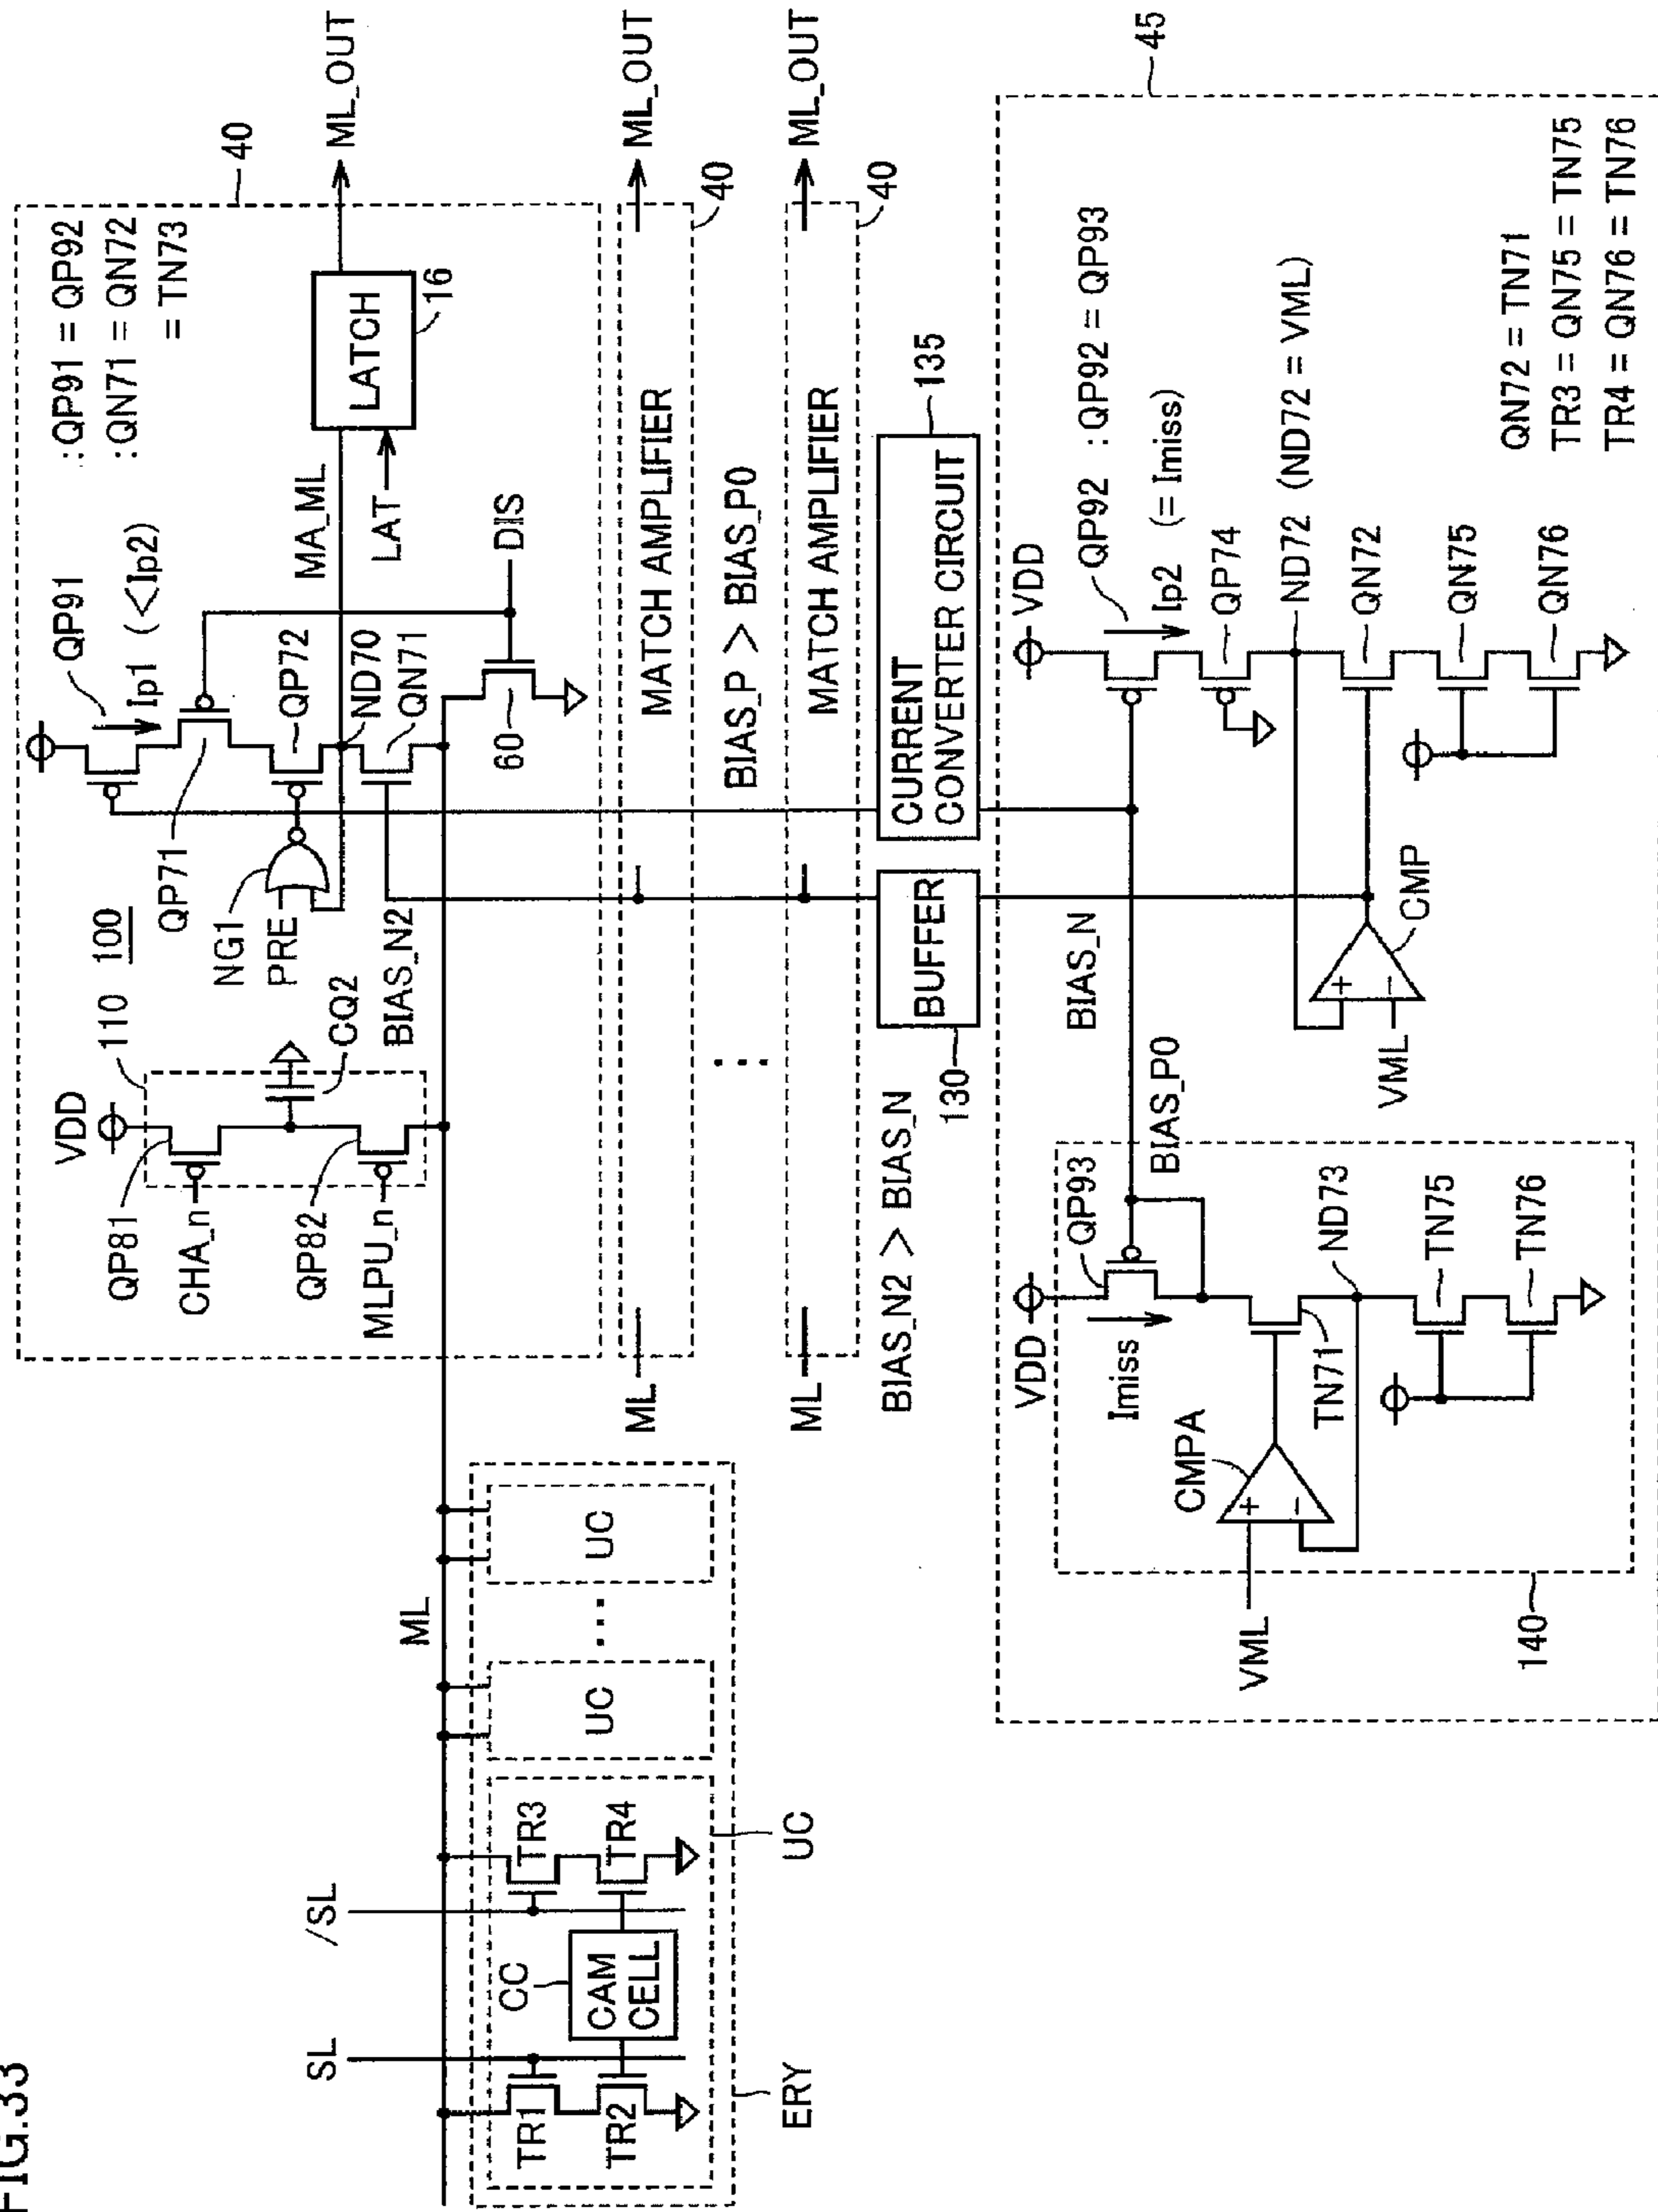 FIG.33
SL
/SL
ML
CC
CAM
CELL
TR1
TR2
TR3
TR4
UC
UC
UC
ERY
VDD
110
100
QP81
CHA_n
QP82
MLPU_n
CQ2
BIAS_N2
NG1
PRE
QP71
QP91
Ip1 (<Ip2)
QP72
ND70
QN71
60
DIS
MA_ML
LAT
LATCH
16
:QP91 = QP92
:QN71 = QN72
= TN73
40
ML_OUT
ML
MATCH AMPLIFIER
40
ML_OUT
BIAS_P > BIAS_P0
ML
MATCH AMPLIFIER
40
ML_OUT
BIAS_N2 > BIAS_N
BUFFER
130
CURRENT
CONVERTER CIRCUIT
135
45
BIAS_N
BIAS_P0
VDD
QP93
Imiss
CMPA
+
-
VML
TN71
ND73
TN75
TN76
140
VDD
QP92 :QP92 = QP93
Ip2 (= Imiss)
QP74
ND72 (ND72 = VML)
QN72
QN75
QN76
CMP
+
-
VML
QN72 = TN71
TR3 = QN75 = TN75
TR4 = QN76 = TN76